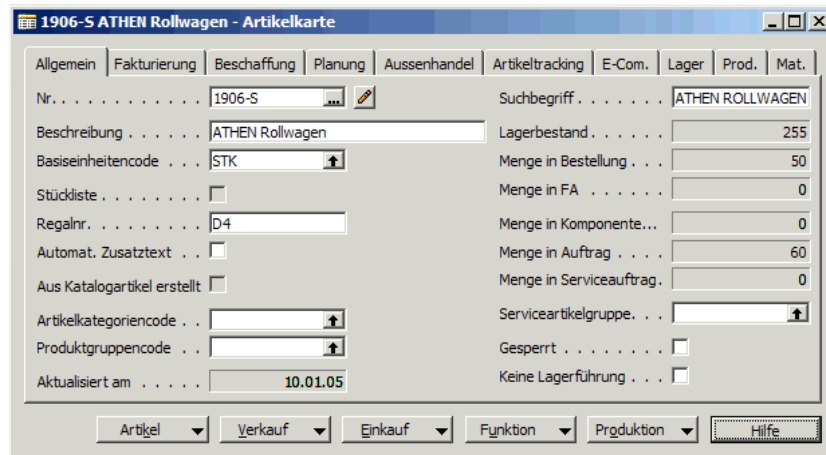 1906-S ATHEN Rollwagen - Artikelkarte
Allgemein Fakturierung Beschaffung Planung Aussenhandel Artikeltracking E-Com. Lager Prod. Mat.
Nr. . . . . . . . . . . . . 1906-S ... Suchbegriff . . . . . . . ATHEN ROLLWAGEN
Beschreibung . . . . . . ATHEN Rollwagen Lagerbestand . . . . . . 255
Basiseinheitencode . . . STK Menge in Bestellung . . . 50
Stückliste . . . . . . . . Menge in FA . . . . . . 0
Regalnr. . . . . . . . . . D4 Menge in Komponente... 0
Automat. Zusatztext . . Menge in Auftrag . . . . 60
Aus Katalogartikel erstellt Menge in Serviceauftrag. 0
Artikelkategoriencode . . Serviceartikelgruppe. . .
Produktgruppencode . . Gesperrt . . . . . . . .
Aktualisiert am . . . . . 10.01.05 Keine Lagerführung . . .
Artikel Verkauf Einkauf Funktion Produktion Hilfe